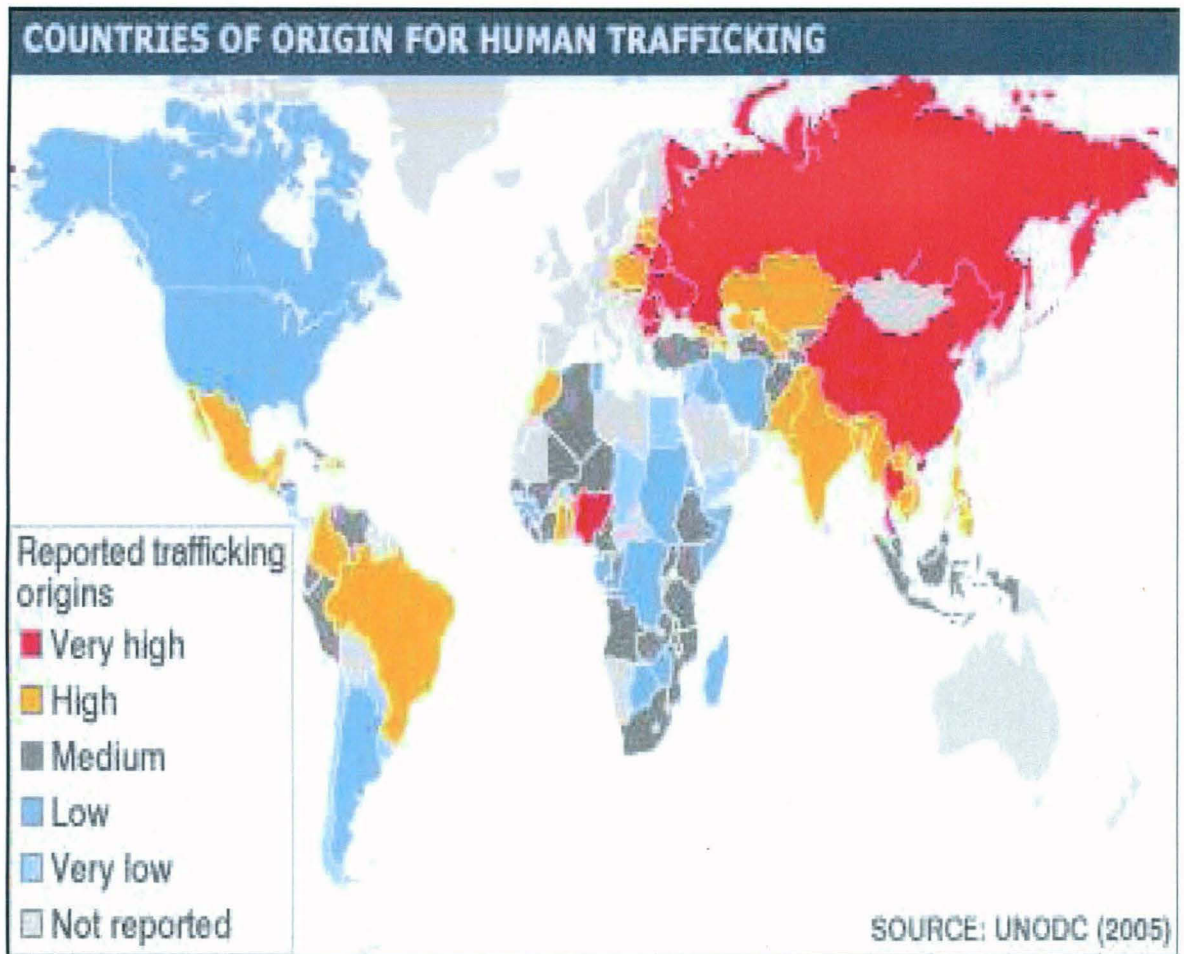 COUNTRIES OF ORIGIN FOR HUMAN TRAFFICKING
Reported trafficking
origins
Very high
High
Medium
Low
Very low
Not reported
SOURCE: UNODC (2005)